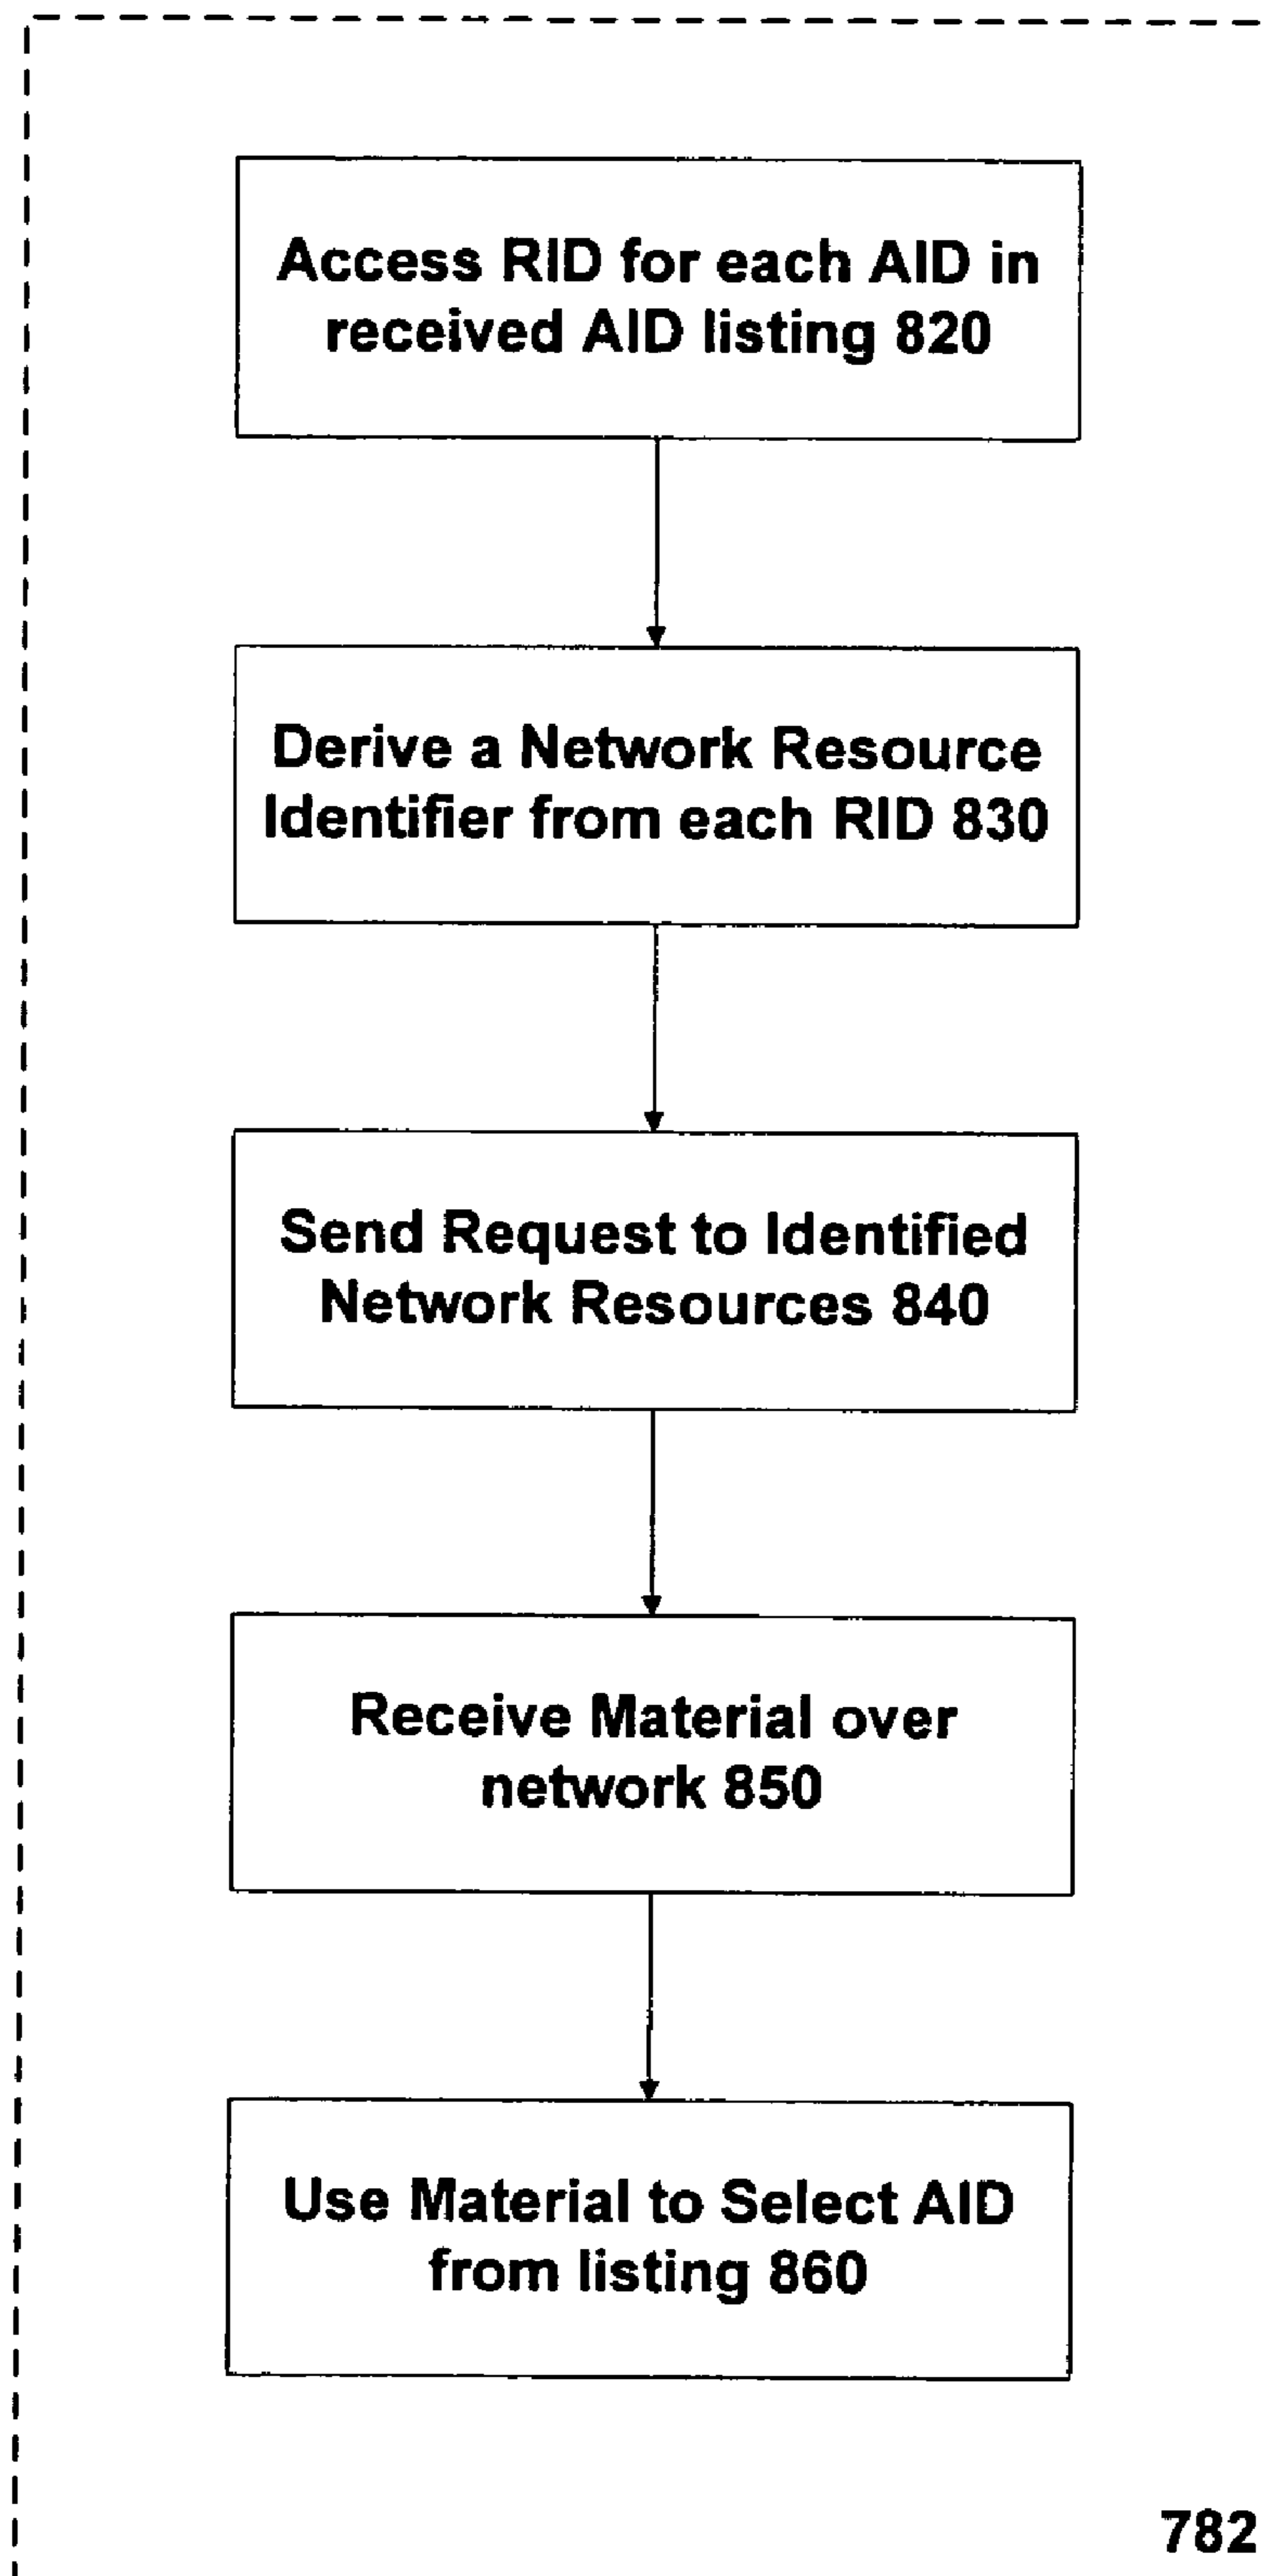 Access RID for each AID in
received AID listing 820
Derive a Network Resource
Identifier from each RID 830
Send Request to Identified
Network Resources 840
Receive Material over
network 850
Use Material to Select AID
from listing 860
782